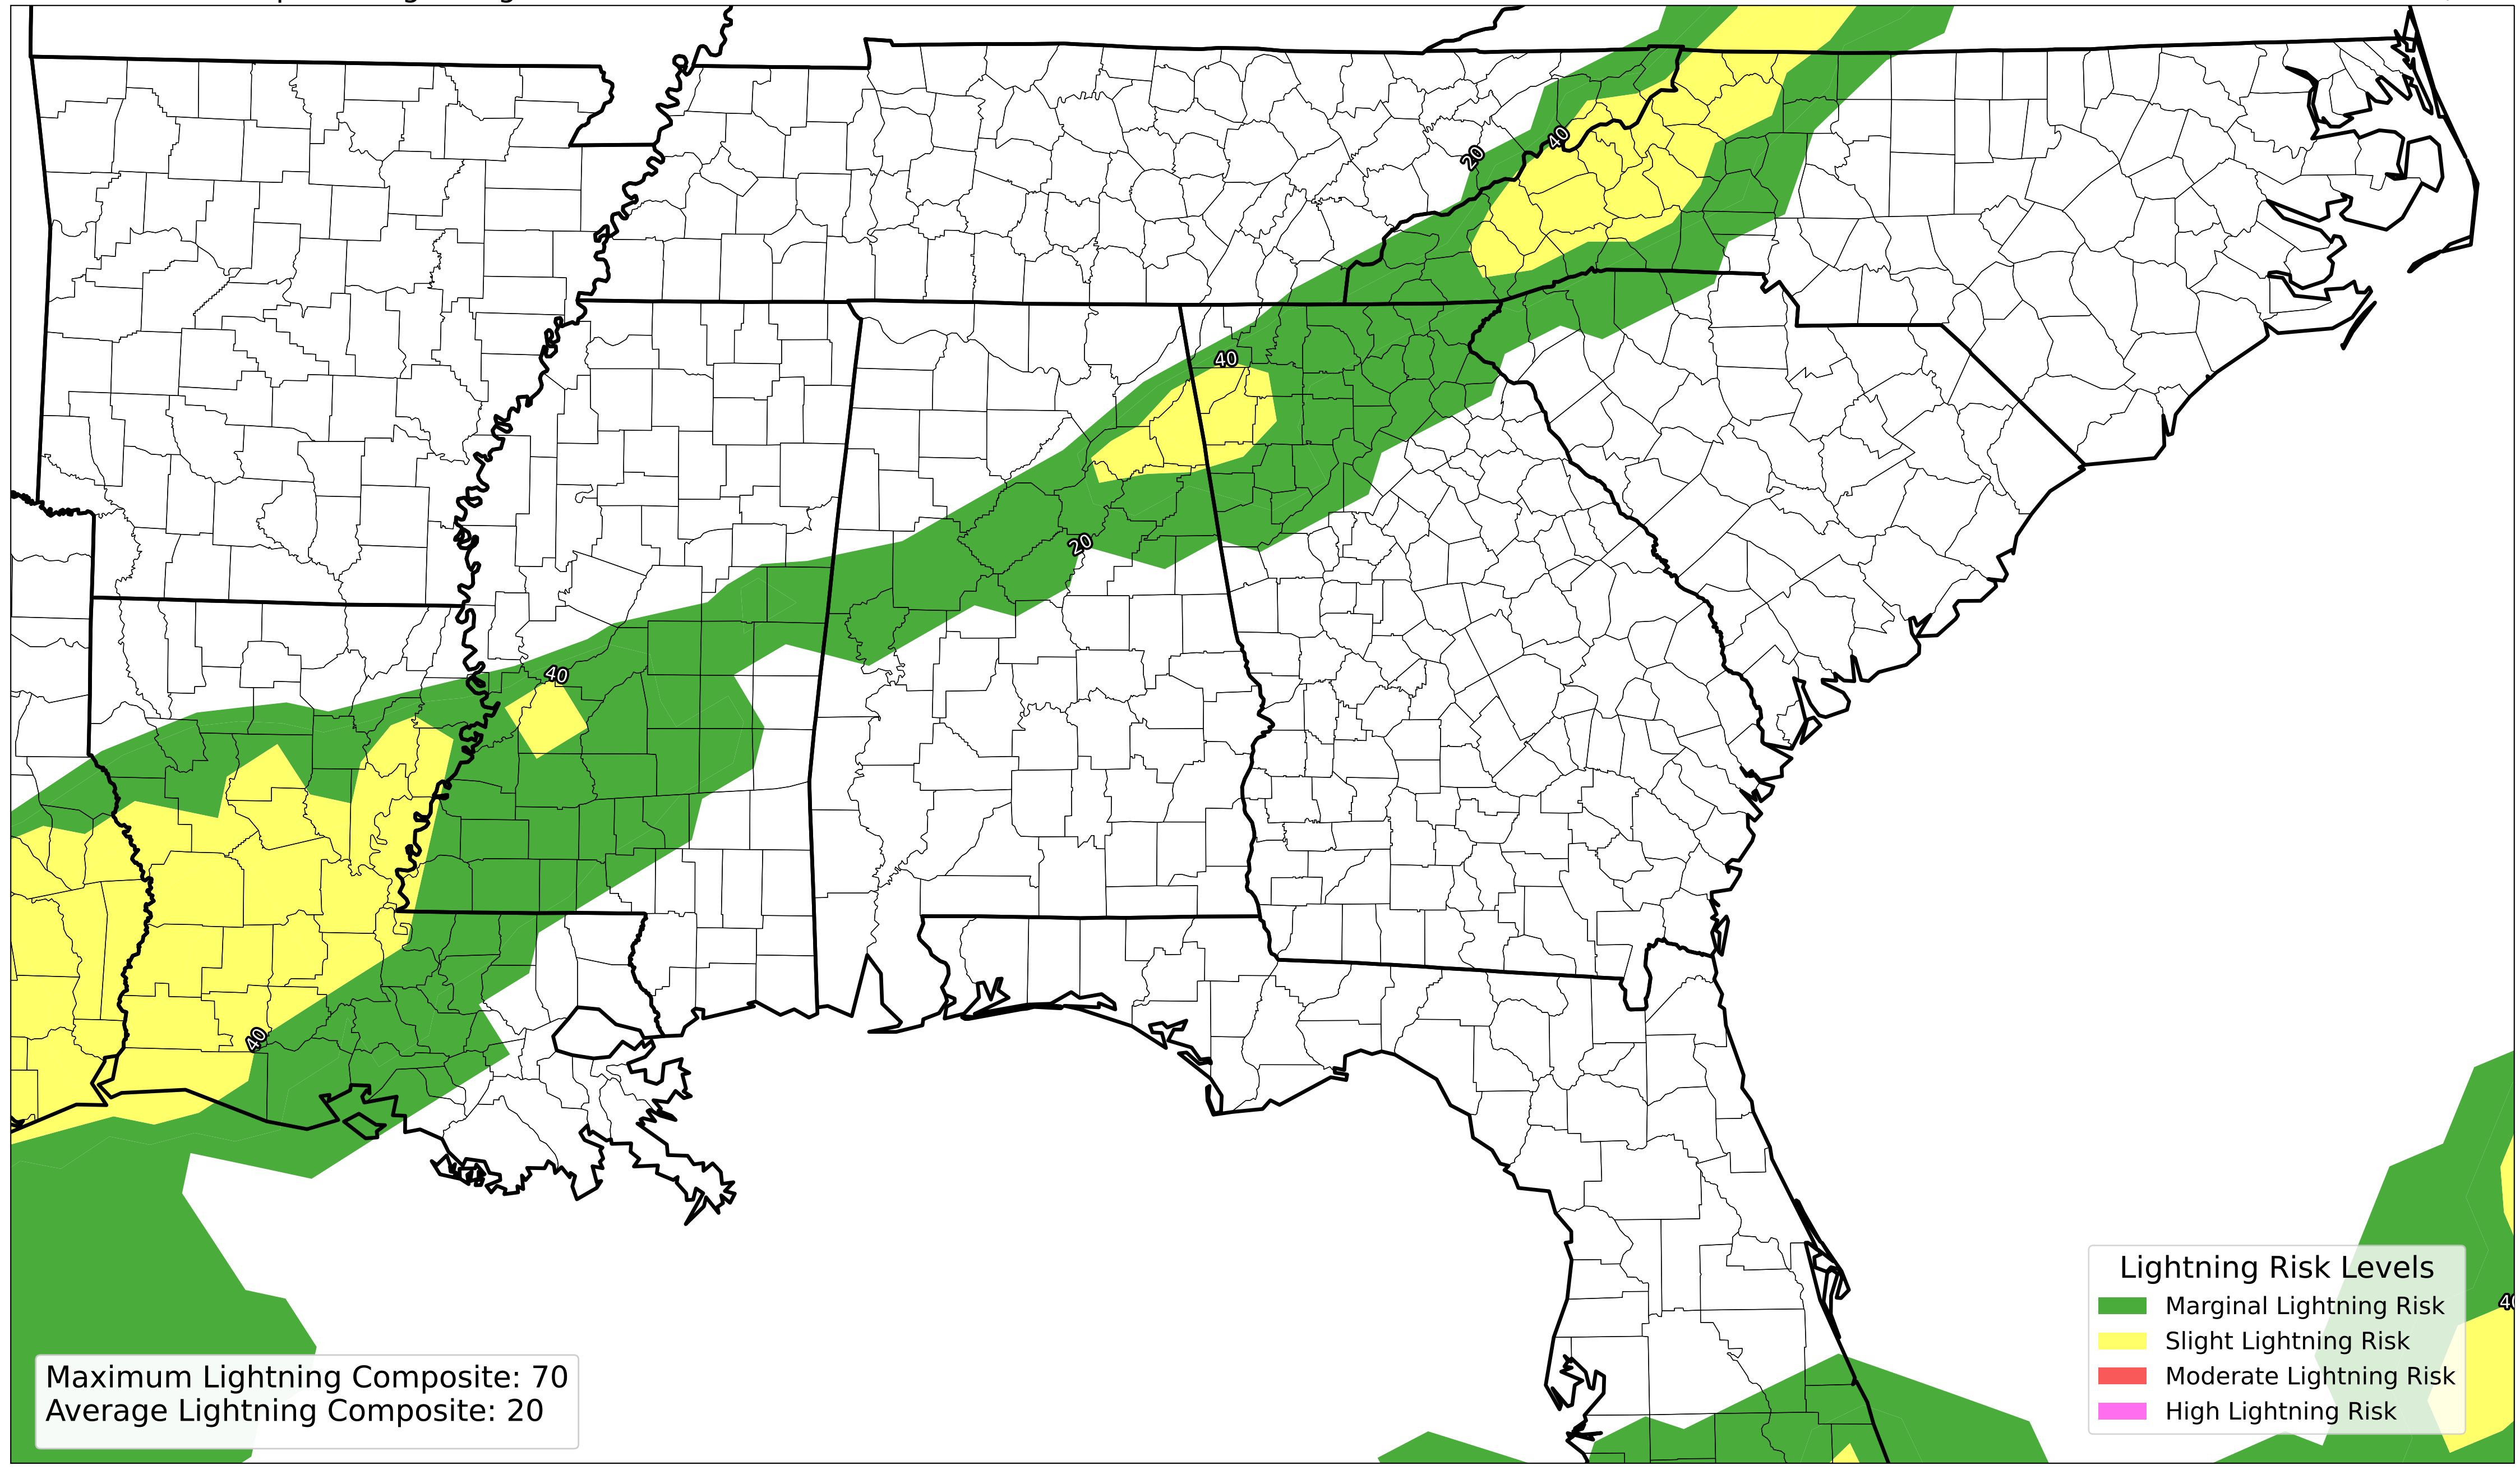 20
40
40
20
40
40
40
Lightning Risk Levels
Marginal Lightning Risk
Slight Lightning Risk
Moderate Lightning Risk
High Lightning Risk
Maximum Lightning Composite: 70
Average Lightning Composite: 20